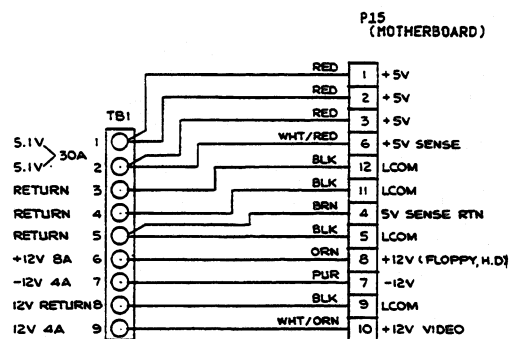 P15
(MOTHERBOARD)
RED 1 +5V
RED 2 +5V
TB1
RED 3 +5V
5.1V 1 WHT/RED 6 +5V SENSE
30A
5.1V 2 BLK 12 LCOM
RETURN 3 BLK 11 LCOM
RETURN 4 BRN 4 5V SENSE RTN
RETURN 5 BLK 5 LCOM
+12V 8A 6 ORN 8 +12V (FLOPPY, H.D)
-12V 4A 7 PUR 7 -12V
12V RETURN 8 BLK 9 LCOM
12V 4A 9 WHT/ORN 10 +12V VIDEO